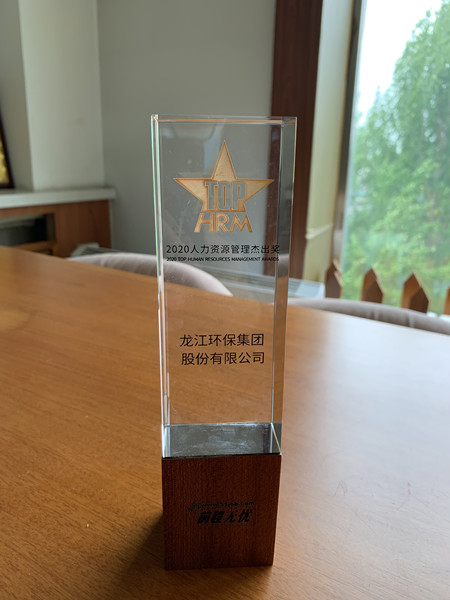 TOP
HRM
2020人力资源管理杰出奖
2020 TOP HUMAN RESOURCES MANAGEMENT AWARDS
龙江环保集团
股份有限公司
前程无忧